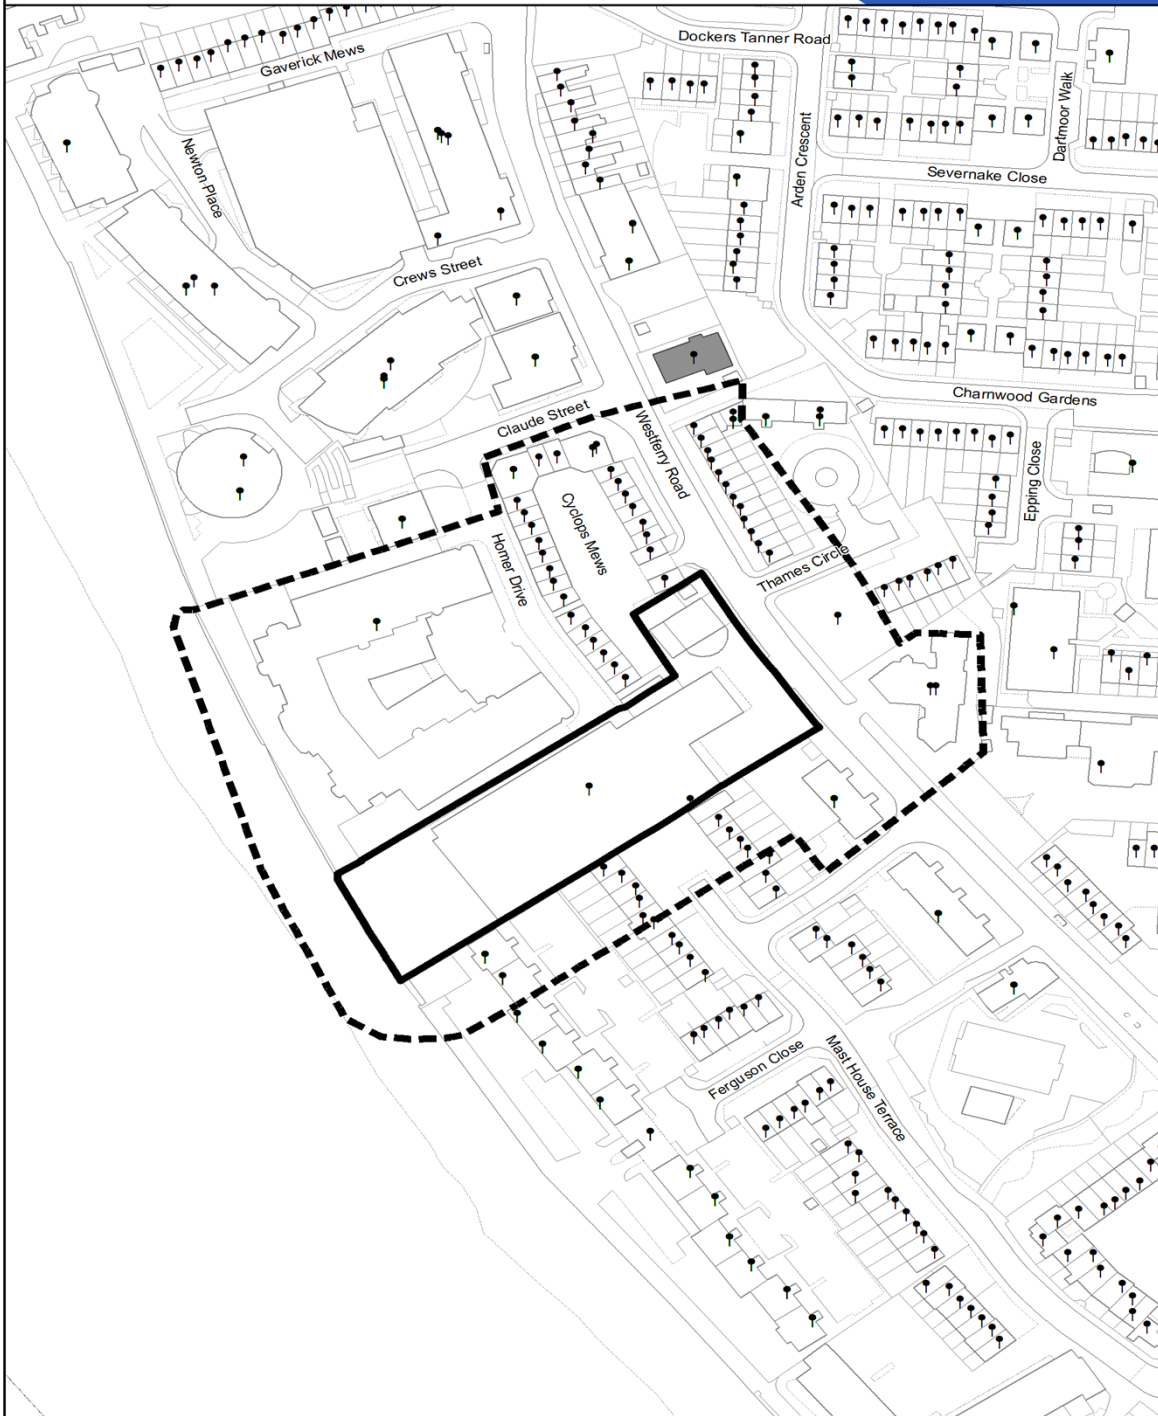 Dockers Tanner Road
Gaverick Mews
Dartmoor Walk
Arden Crescent
Newton Place
Severnake Close
Crews Street
Charnwood Gardens
Claude Street
Westferry Road
Epping Close
Cyclops Mews
Homer Drive
Thames Circle
Ferguson Close
Mast House Terrace